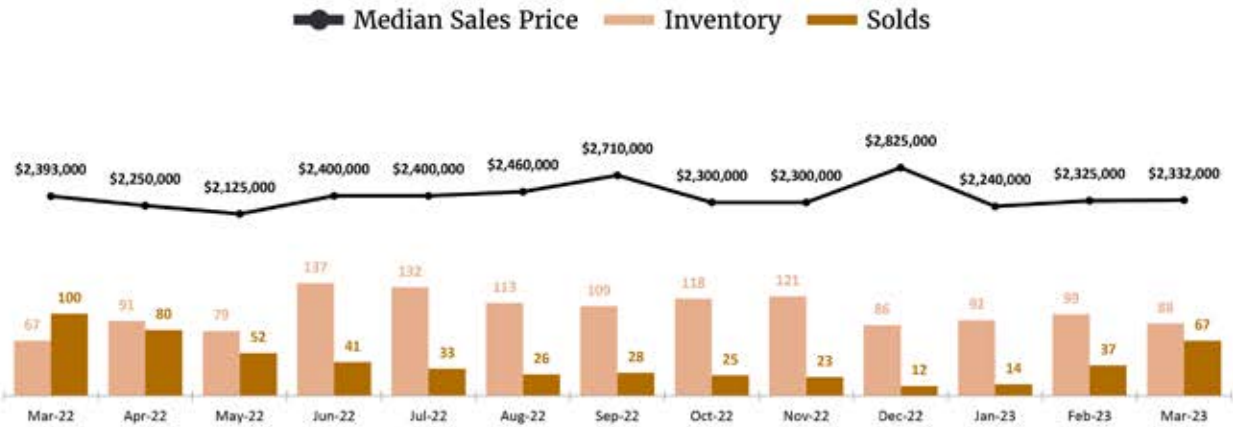 Median Sales Price Inventory Solds
$2,393,000 $2,250,000 $2,125,000 $2,400,000 $2,400,000 $2,460,000 $2,710,000 $2,300,000 $2,300,000 $2,825,000 $2,240,000 $2,325,000 $2,332,000
67 91 79 137 132 113 109 118 121 86 92 99 88
100 80 52 41 33 26 28 25 23 12 14 37 67
Mar-22 Apr-22 May-22 Jun-22 Jul-22 Aug-22 Sep-22 Oct-22 Nov-22 Dec-22 Jan-23 Feb-23 Mar-23